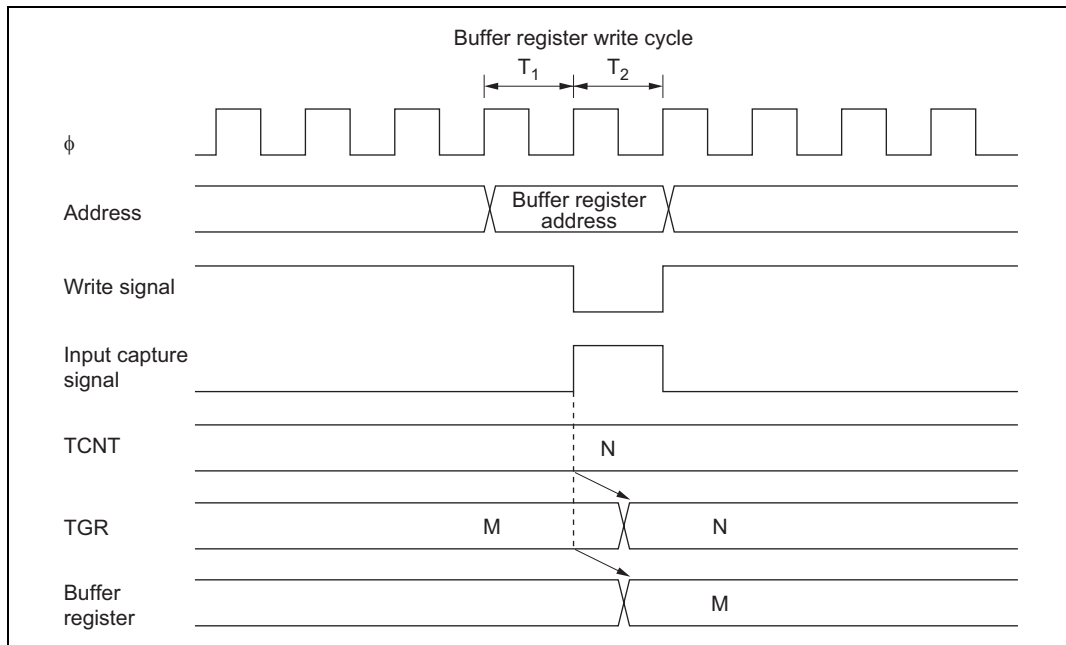 Buffer register write cycle
T₁ T₂
ϕ
Address
Buffer register
address
Write signal
Input capture
signal
TCNT
N
TGR
M N
Buffer
register
M